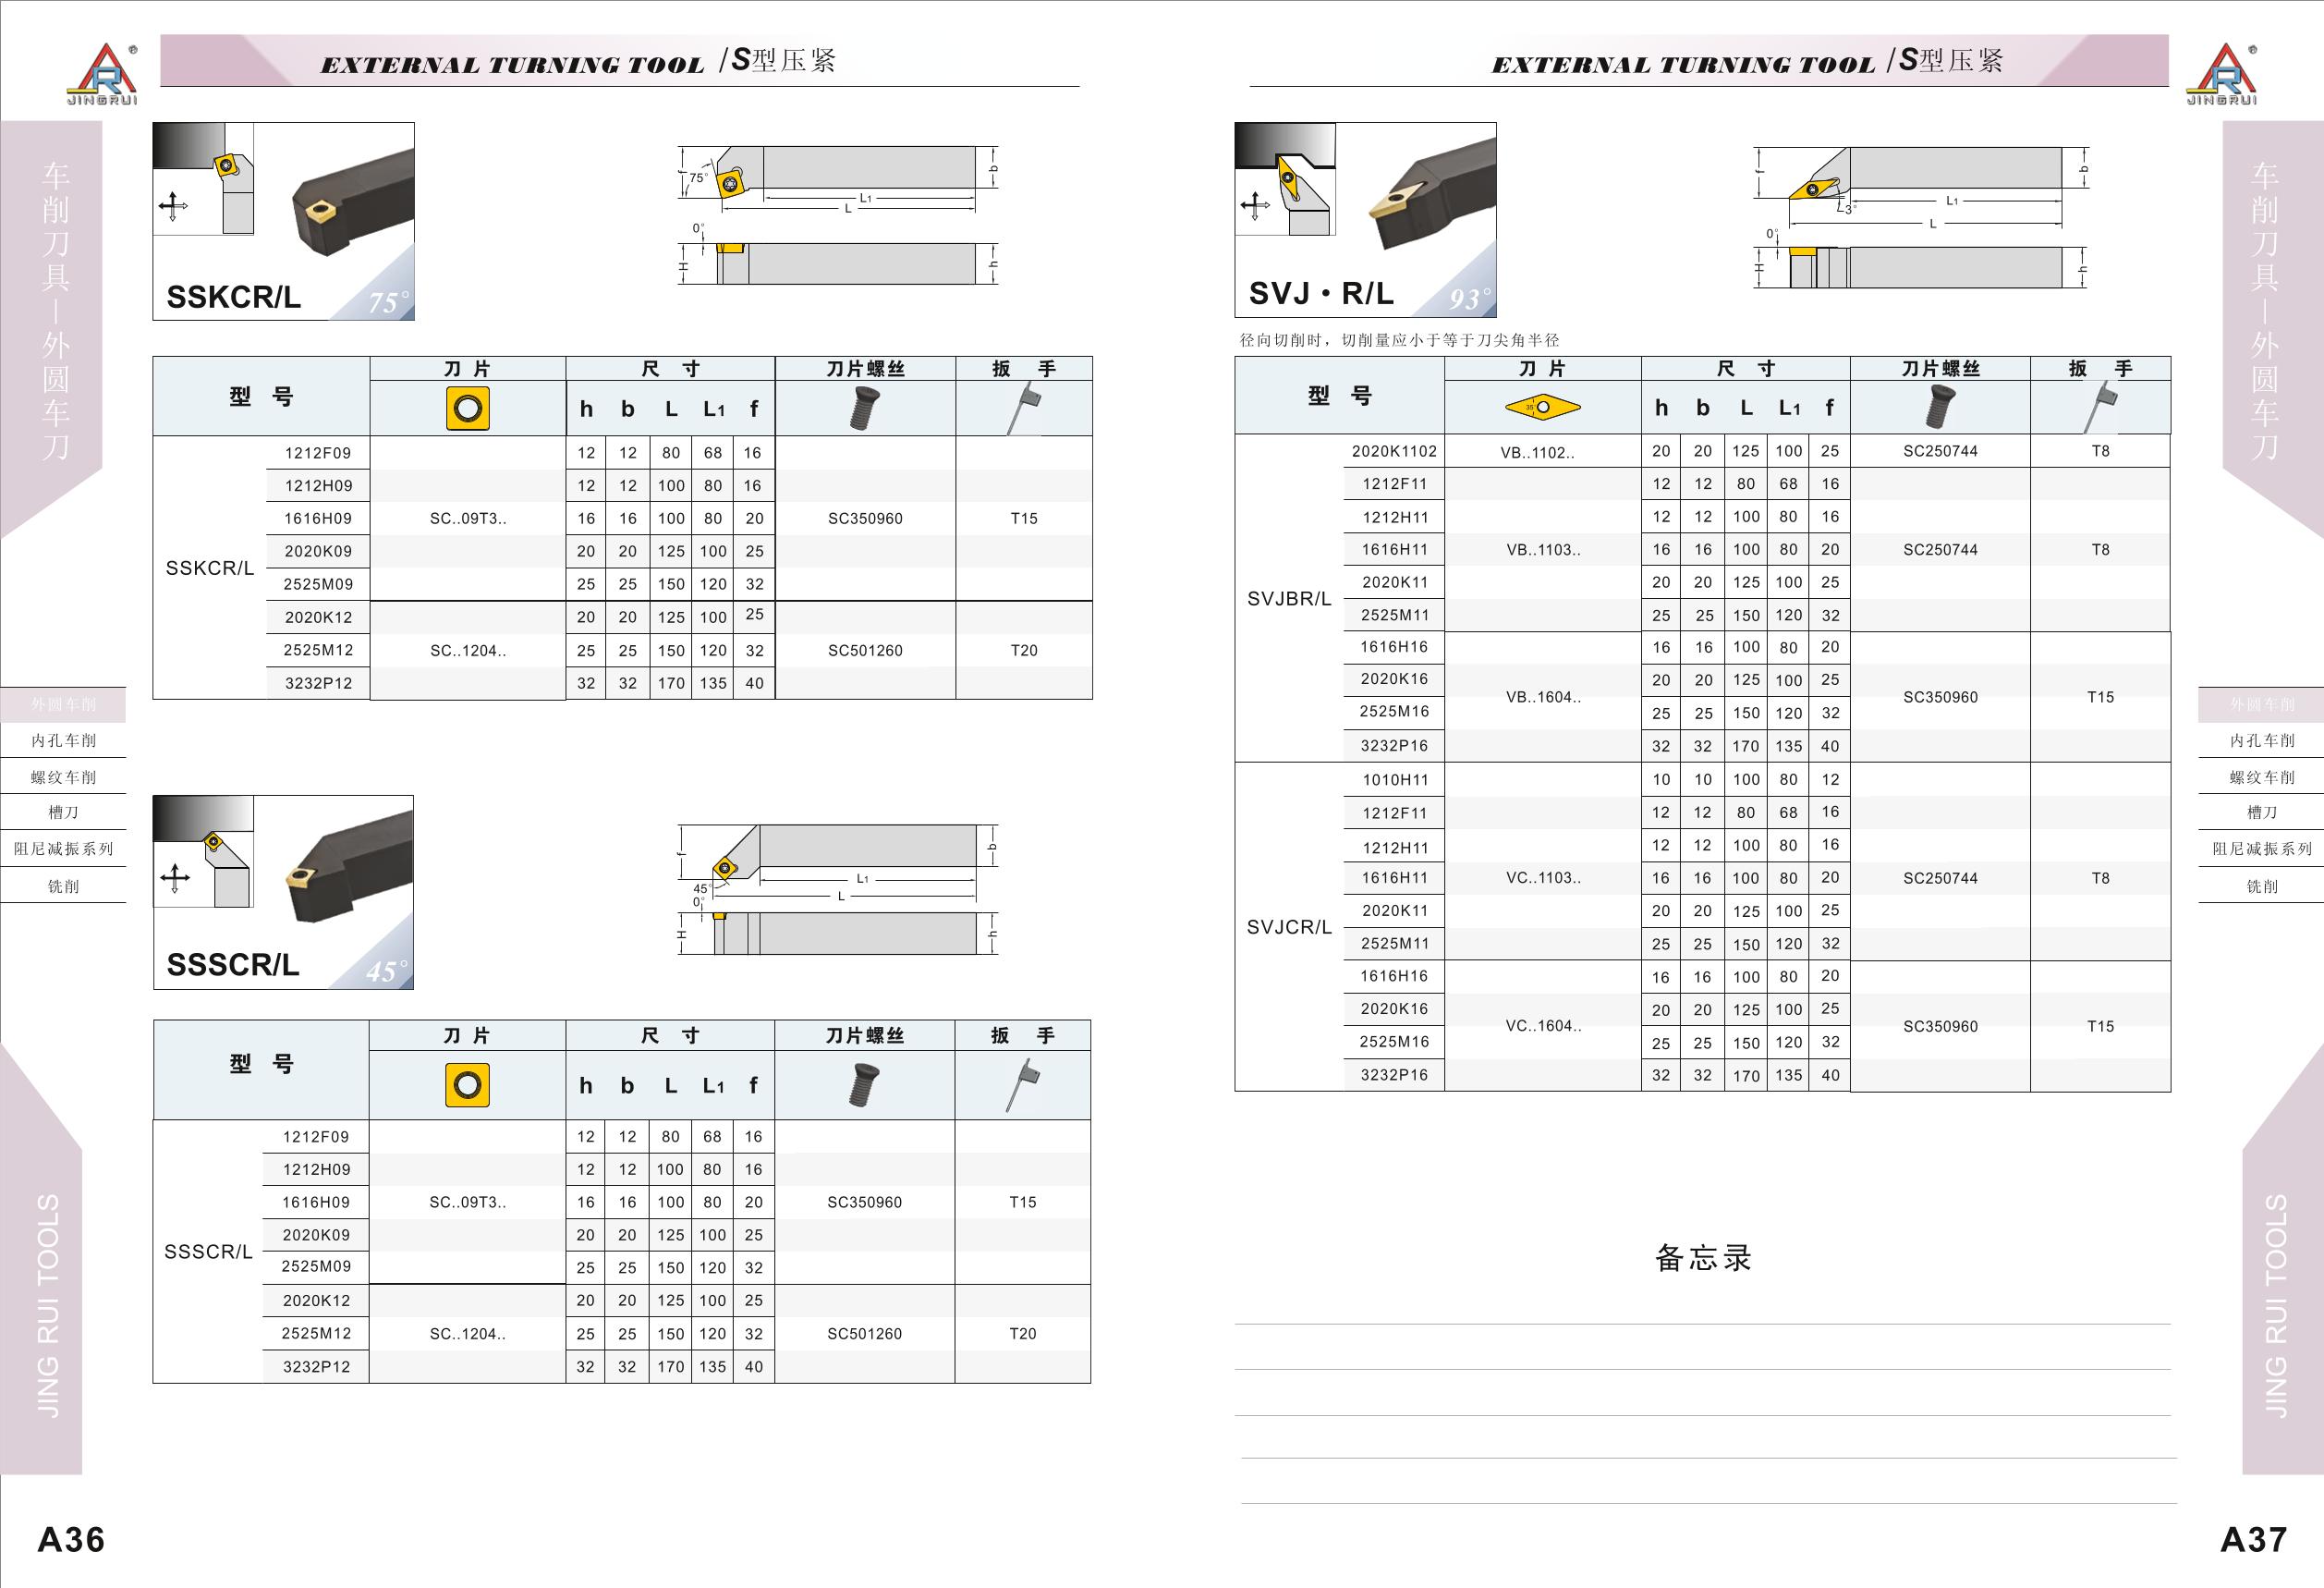 JINGRUI
EXTERNAL TURNING TOOL /S型压紧
车削刀具—外圆车刀
外圆车削
内孔车削
螺纹车削
槽刀
阻尼减振系列
铣削
JING RUI TOOLS
SSKCR/L
75°
75°
f
b
L1
L
0°
H
h
型 号 刀 片 尺 寸 刀片螺丝 扳 手
h b L L1 f
SSKCR/L
1212F09 12 12 80 68 16
1212H09 12 12 100 80 16
1616H09 SC..09T3.. 16 16 100 80 20 SC350960 T15
2020K09 20 20 125 100 25
2525M09 25 25 150 120 32
2020K12 20 20 125 100 25
2525M12 SC..1204.. 25 25 150 120 32 SC501260 T20
3232P12 32 32 170 135 40
SSSCR/L
45°
f
b
45°
L1
L
0°
H
h
型 号 刀 片 尺 寸 刀片螺丝 扳 手
h b L L1 f
SSSCR/L
1212F09 12 12 80 68 16
1212H09 12 12 100 80 16
1616H09 SC..09T3.. 16 16 100 80 20 SC350960 T15
2020K09 20 20 125 100 25
2525M09 25 25 150 120 32
2020K12 20 20 125 100 25
2525M12 SC..1204.. 25 25 150 120 32 SC501260 T20
3232P12 32 32 170 135 40
A36
EXTERNAL TURNING TOOL /S型压紧
JINGRUI
SVJ·R/L
93°
f
b
3°
L1
L
0°
H
h
径向切削时，切削量应小于等于刀尖角半径
型 号 刀 片 尺 寸 刀片螺丝 扳 手
35° h b L L1 f
SVJBR/L
2020K1102 VB..1102.. 20 20 125 100 25 SC250744 T8
1212F11 12 12 80 68 16
1212H11 12 12 100 80 16
1616H11 VB..1103.. 16 16 100 80 20 SC250744 T8
2020K11 20 20 125 100 25
2525M11 25 25 150 120 32
1616H16 16 16 100 80 20
2020K16 20 20 125 100 25
VB..1604.. SC350960 T15
2525M16 25 25 150 120 32
3232P16 32 32 170 135 40
SVJCR/L
1010H11 10 10 100 80 12
1212F11 12 12 80 68 16
1212H11 12 12 100 80 16
1616H11 VC..1103.. 16 16 100 80 20 SC250744 T8
2020K11 20 20 125 100 25
2525M11 25 25 150 120 32
1616H16 16 16 100 80 20
2020K16 20 20 125 100 25
VC..1604.. SC350960 T15
2525M16 25 25 150 120 32
3232P16 32 32 170 135 40
备忘录
车削刀具—外圆车刀
外圆车削
内孔车削
螺纹车削
槽刀
阻尼减振系列
铣削
JING RUI TOOLS
A37